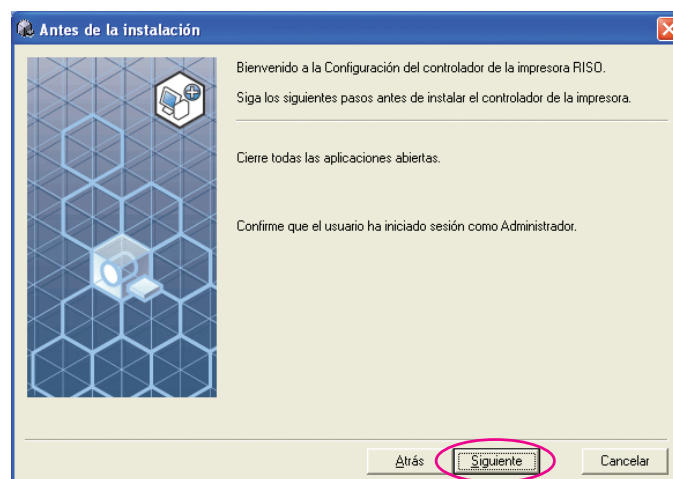 Antes de la instalación
Bienvenido a la Configuración del controlador de la impresora RISO.
Siga los siguientes pasos antes de instalar el controlador de la impresora.
Cierre todas las aplicaciones abiertas.
Confirme que el usuario ha iniciado sesión como Administrador.
Atrás
Siguiente
Cancelar